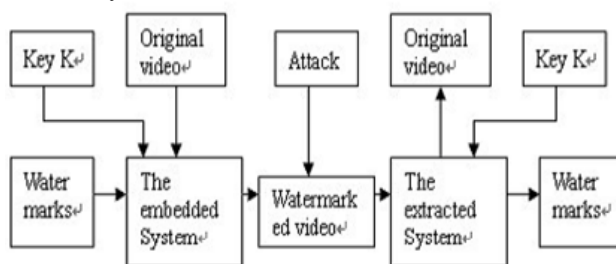 Key K↵
Original
video↵
Attack
Original
video↵
Key K↵
Water
marks↵
The
embedded
System↵
Watermark
ed video↵
The
extracted
System↵
Water
marks↵